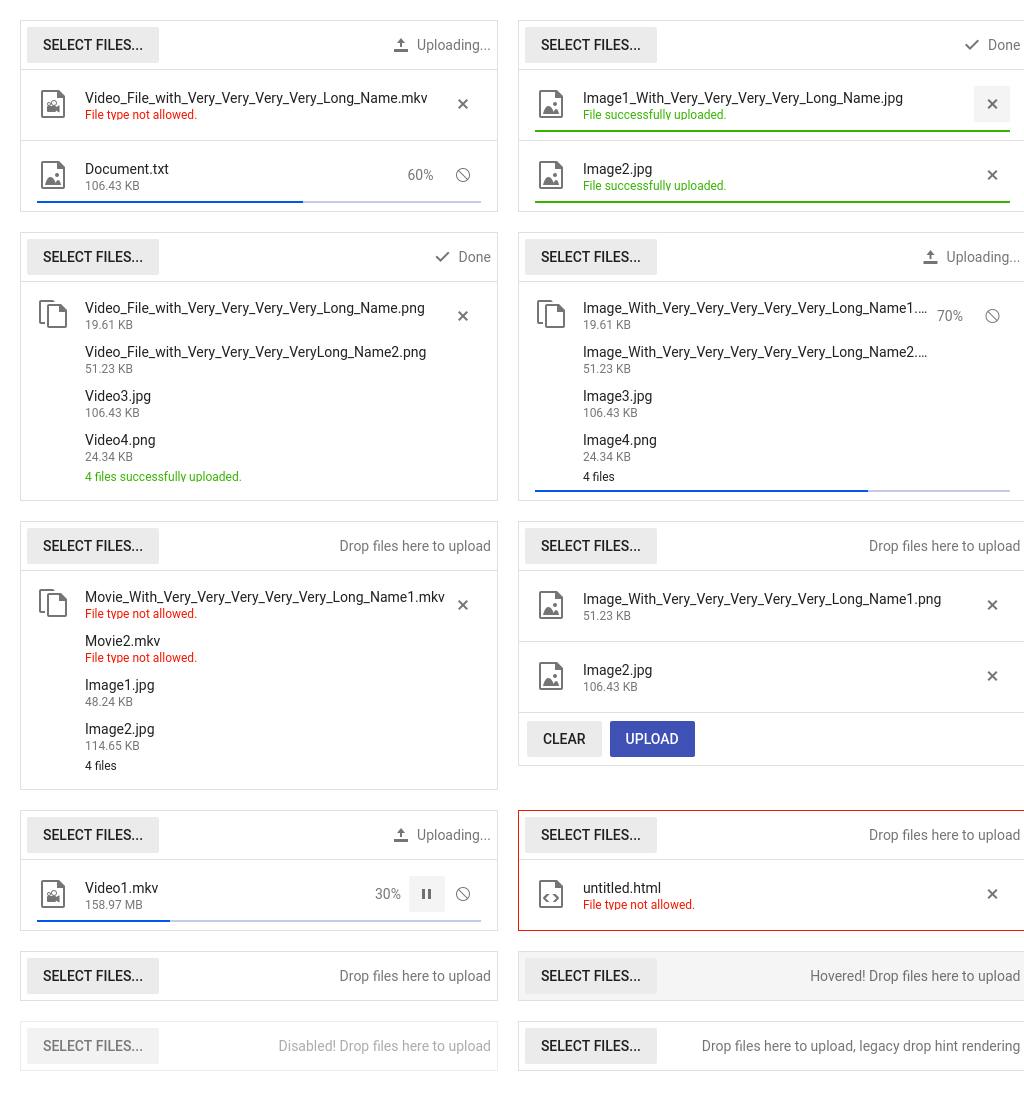 SELECT FILES...
Uploading...
Video_File_with_Very_Very_Very_Very_Long_Name.mkv
File type not allowed.
Document.txt
106.43 KB
60%
SELECT FILES...
Done
Image1_With_Very_Very_Very_Very_Long_Name.jpg
File successfully uploaded.
Image2.jpg
File successfully uploaded.
SELECT FILES...
Done
Video_File_with_Very_Very_Very_Very_Long_Name.png
19.61 KB
Video_File_with_Very_Very_Very_VeryLong_Name2.png
51.23 KB
Video3.jpg
106.43 KB
Video4.png
24.34 KB
4 files successfully uploaded.
SELECT FILES...
Uploading...
Image_With_Very_Very_Very_Very_Very_Long_Name1....
19.61 KB
70%
Image_With_Very_Very_Very_Very_Very_Long_Name2....
51.23 KB
Image3.jpg
106.43 KB
Image4.png
24.34 KB
4 files
SELECT FILES...
Drop files here to upload
Movie_With_Very_Very_Very_Very_Very_Long_Name1.mkv
File type not allowed.
Movie2.mkv
File type not allowed.
Image1.jpg
48.24 KB
Image2.jpg
114.65 KB
4 files
SELECT FILES...
Drop files here to upload
Image_With_Very_Very_Very_Very_Very_Long_Name1.png
51.23 KB
Image2.jpg
106.43 KB
CLEAR
UPLOAD
SELECT FILES...
Uploading...
Video1.mkv
158.97 MB
30%
SELECT FILES...
Drop files here to upload
untitled.html
File type not allowed.
SELECT FILES...
Drop files here to upload
SELECT FILES...
Hovered! Drop files here to upload
SELECT FILES...
Disabled! Drop files here to upload
SELECT FILES...
Drop files here to upload, legacy drop hint rendering